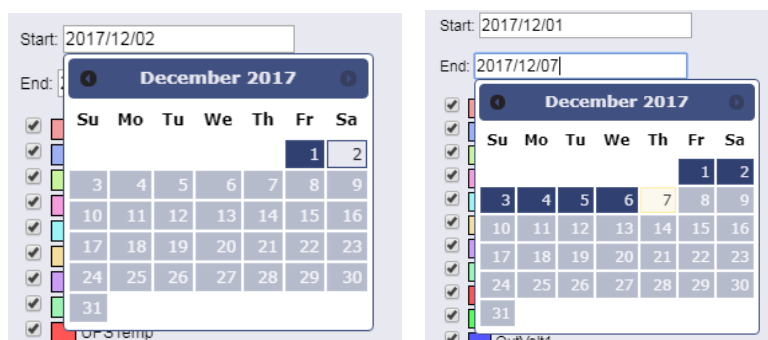 Start: 2017/12/02
End:
December 2017
Su Mo Tu We Th Fr Sa
1 2
3 4 5 6 7 8 9
10 11 12 13 14 15 16
17 18 19 20 21 22 23
24 25 26 27 28 29 30
31
UPSTemp
Start: 2017/12/01
End: 2017/12/07
December 2017
Su Mo Tu We Th Fr Sa
1 2
3 4 5 6 7 8 9
10 11 12 13 14 15 16
17 18 19 20 21 22 23
24 25 26 27 28 29 30
31
OutVolt1